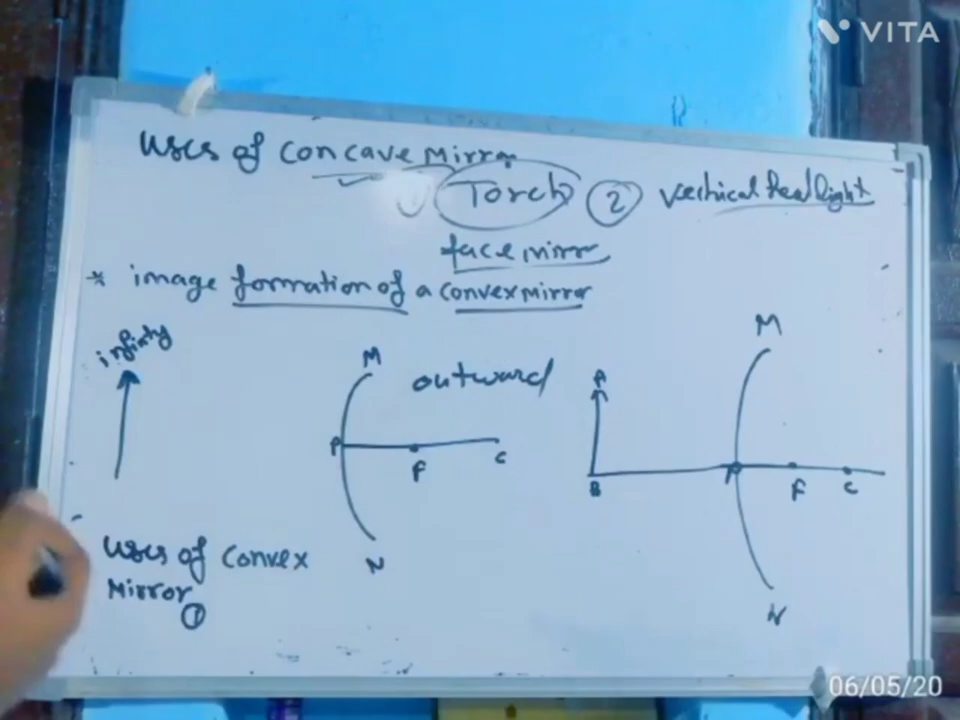 VITA
Uses of concave Mirror
① Torch ② Vechical Head light
face mirror
* image formation of a convex mirror
infinity
M
outward
P
F
C
N
A
B
M
P
F
C
N
Uses of convex
Mirror
①
06/05/20